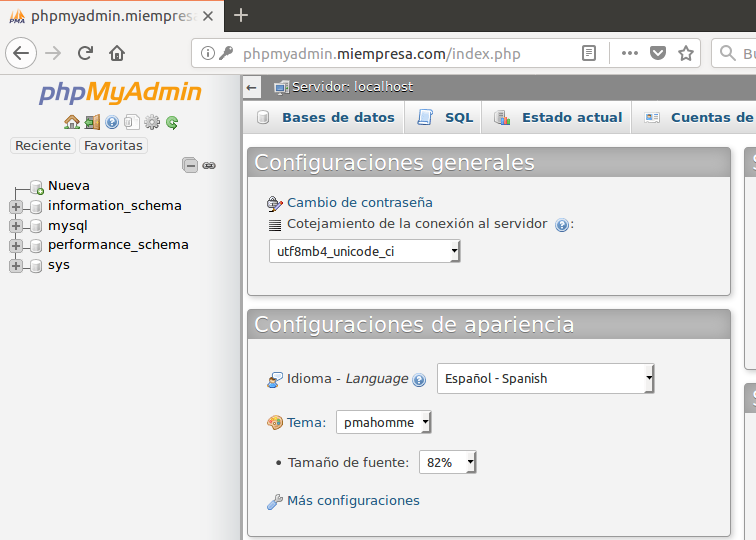 phpmyadmin.miempresa
phpmyadmin.miempresa.com/index.php
Bu
phpMyAdmin
Reciente Favoritas
Nueva
information_schema
mysql
performance_schema
sys
Servidor: localhost
Bases de datos SQL Estado actual Cuentas de
Configuraciones generales
Cambio de contraseña
Cotejamiento de la conexión al servidor :
utf8mb4_unicode_ci
Configuraciones de apariencia
Idioma - Language Español - Spanish
Tema: pmahomme
• Tamaño de fuente: 82%
Más configuraciones